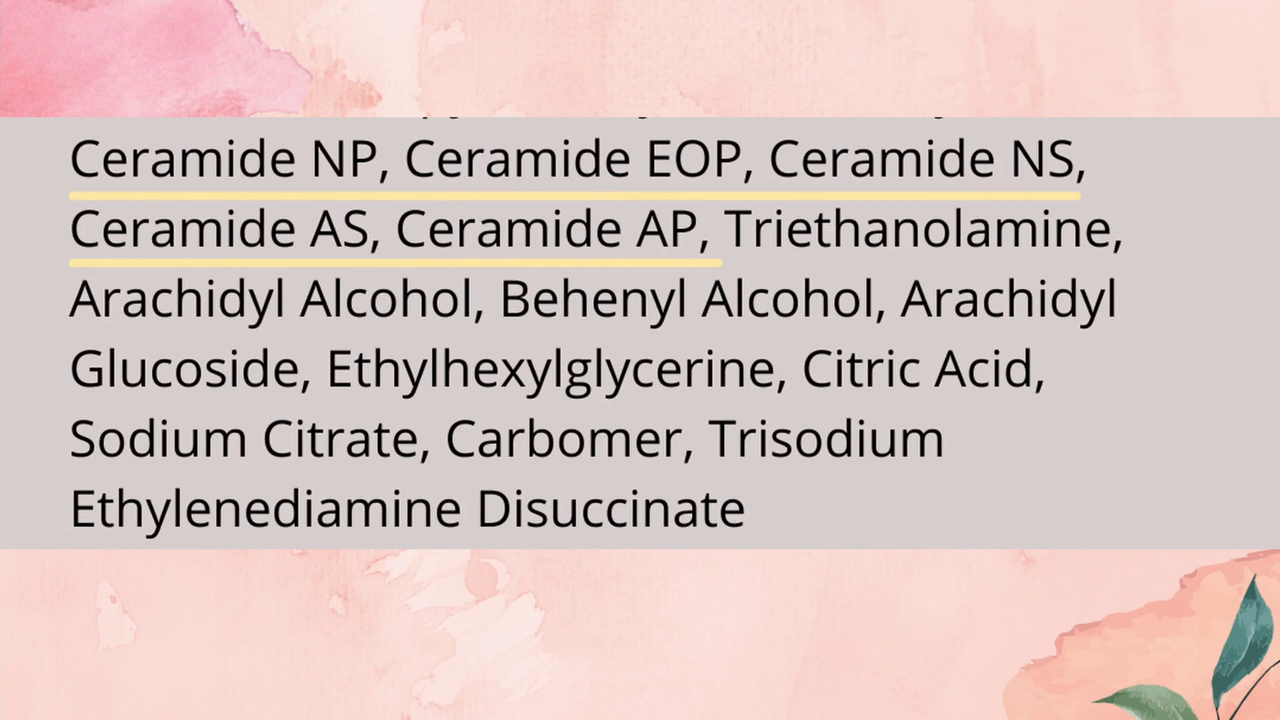 Ceramide NP, Ceramide EOP, Ceramide NS,
Ceramide AS, Ceramide AP, Triethanolamine,
Arachidyl Alcohol, Behenyl Alcohol, Arachidyl
Glucoside, Ethylhexylglycerine, Citric Acid,
Sodium Citrate, Carbomer, Trisodium
Ethylenediamine Disuccinate